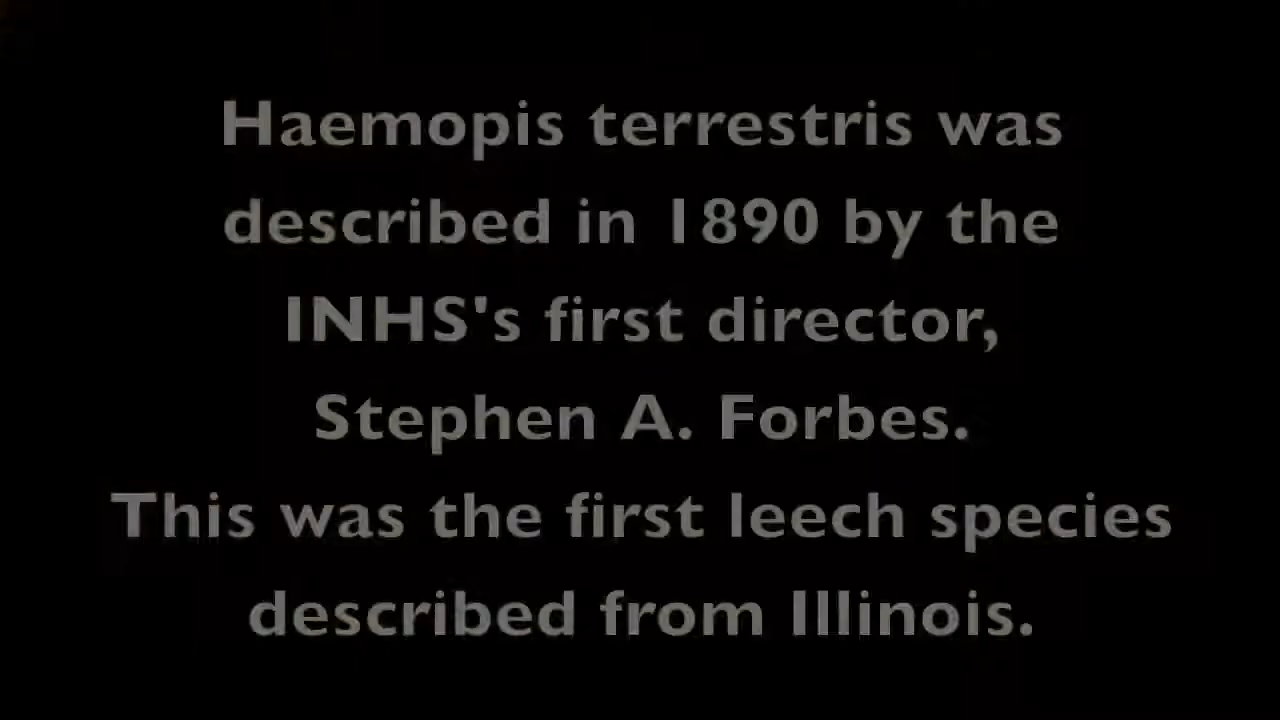 Haemopis terrestris was
described in 1890 by the
INHS's first director,
Stephen A. Forbes.
This was the first leech species
described from Illinois.